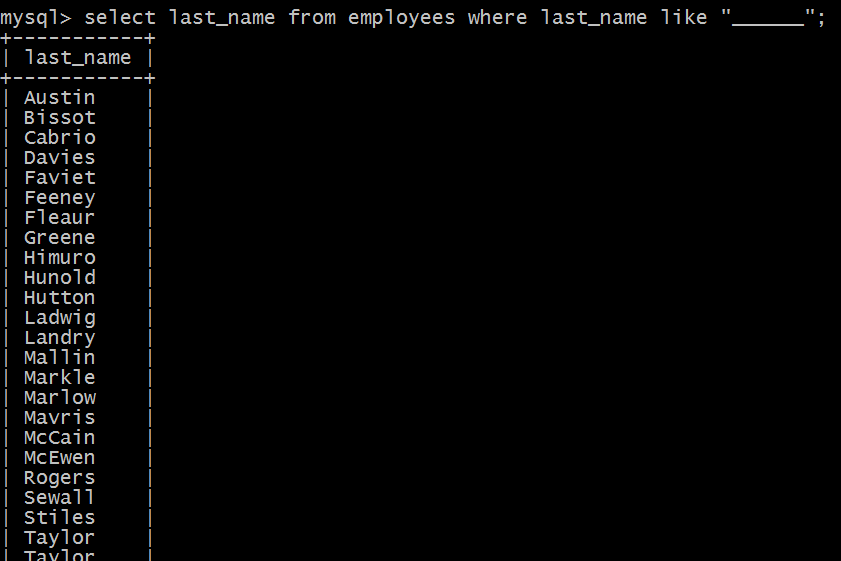 mysql> select last_name from employees where last_name like "______";
+-----------+
| last_name |
+-----------+
| Austin    |
| Bissot    |
| Cabrio    |
| Davies    |
| Faviet    |
| Feeney    |
| Fleaur    |
| Greene    |
| Himuro    |
| Hunold    |
| Hutton    |
| Ladwig    |
| Landry    |
| Mallin    |
| Markle    |
| Marlow    |
| Mavris    |
| McCain    |
| McEwen    |
| Rogers    |
| Sewall    |
| Stiles    |
| Taylor    |
| Taylor    |